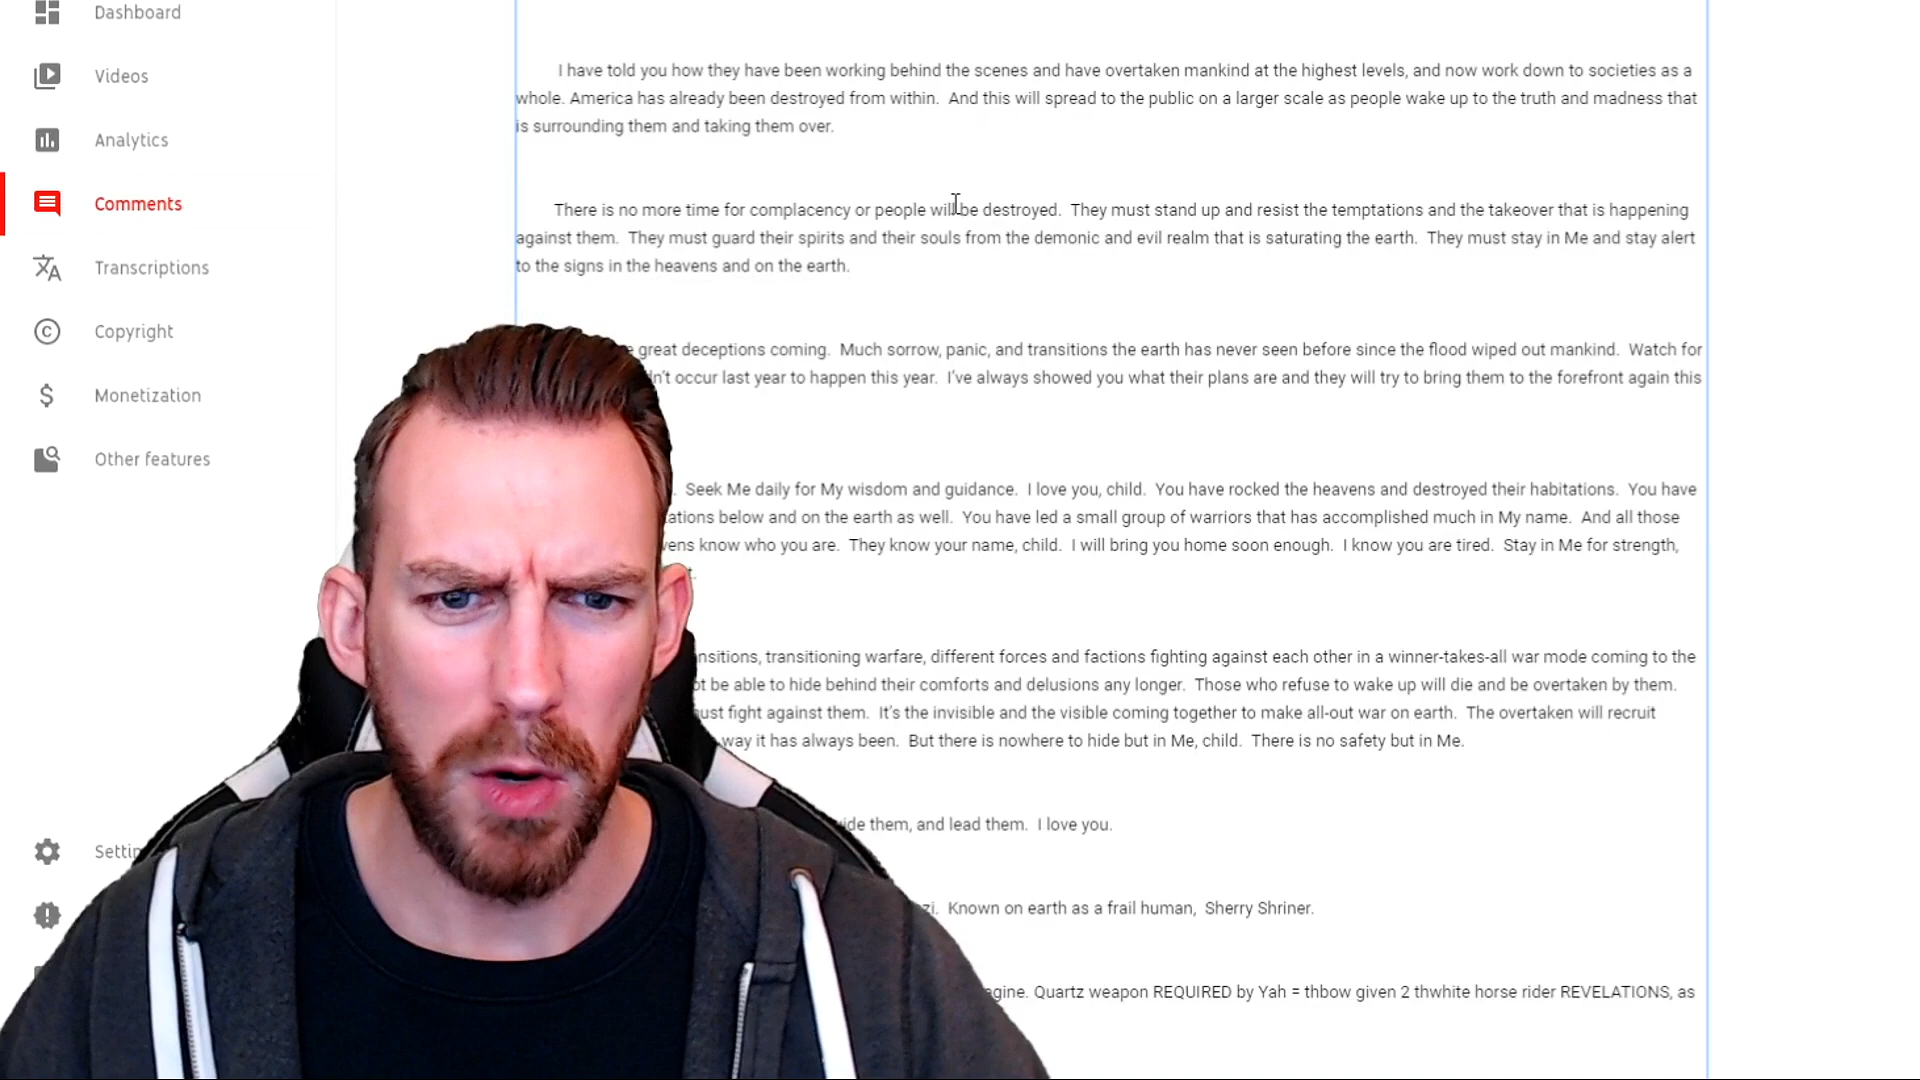 Dashboard
Videos
Analytics
Comments
Transcriptions
Copyright
Monetization
Other features
I have told you how they have been working behind the scenes and have overtaken mankind at the highest levels, and now work down to societies as a
whole. America has already been destroyed from within.  And this will spread to the public on a larger scale as people wake up to the truth and madness that
is surrounding them and taking them over.
There is no more time for complacency or people will be destroyed.  They must stand up and resist the temptations and the takeover that is happening
against them.  They must guard their spirits and their souls from the demonic and evil realm that is saturating the earth.  They must stay in Me and stay alert
to the signs in the heavens and on the earth.
great deceptions coming.  Much sorrow, panic, and transitions the earth has never seen before since the flood wiped out mankind.  Watch for
occur last year to happen this year.  I've always showed you what their plans are and they will try to bring them to the forefront again this
Seek Me daily for My wisdom and guidance.  I love you, child.  You have rocked the heavens and destroyed their habitations.  You have
below and on the earth as well.  You have led a small group of warriors that has accomplished much in My name.  And all those
know who you are.  They know your name, child.  I will bring you home soon enough.  I know you are tired.  Stay in Me for strength,
transitioning warfare, different forces and factions fighting against each other in a winner-takes-all war mode coming to the
be able to hide behind their comforts and delusions any longer.  Those who refuse to wake up will die and be overtaken by them.
fight against them.  It's the invisible and the visible coming together to make all-out war on earth.  The overtaken will recruit
way it has always been.  But there is nowhere to hide but in Me, child.  There is no safety but in Me.
them, and lead them.  I love you.
Known on earth as a frail human,  Sherry Shriner.
Quartz weapon REQUIRED by Yah = thbow given 2 thwhite horse rider REVELATIONS, as